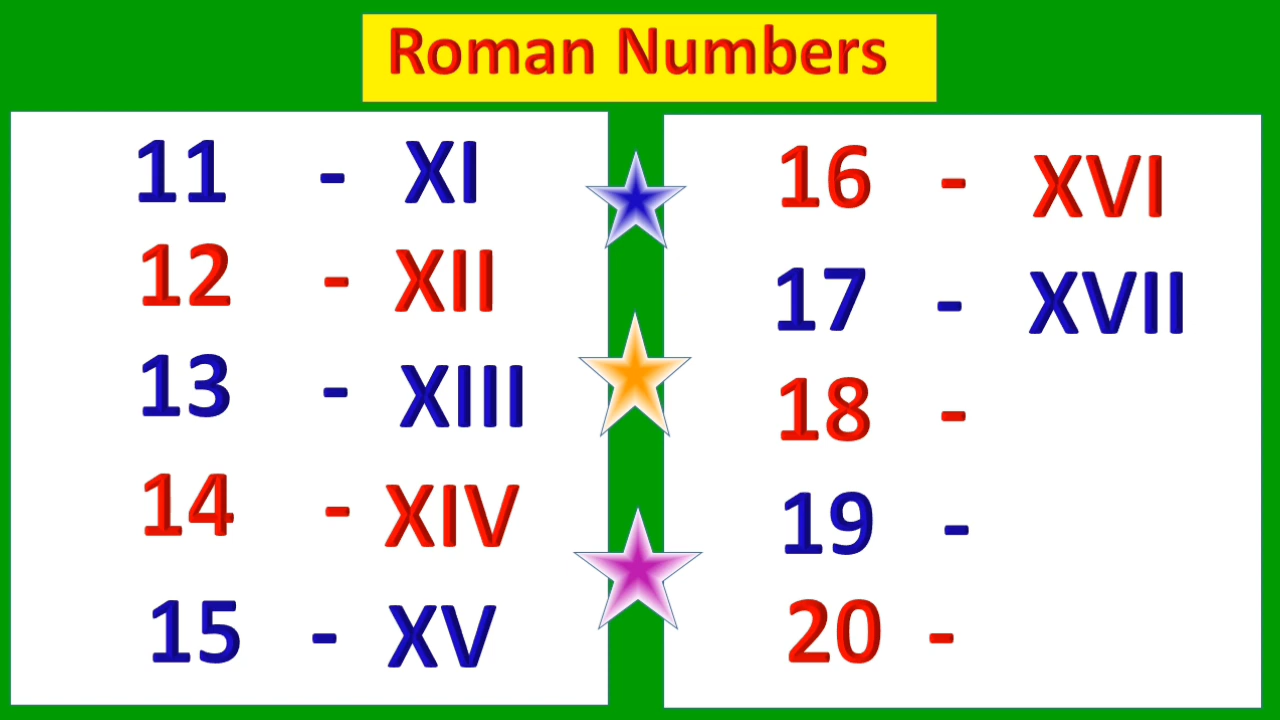 Roman Numbers
11 - XI
12 - XII
13 - XIII
14 - XIV
15 - XV
16 - XVI
17 - XVII
18 -
19 -
20 -